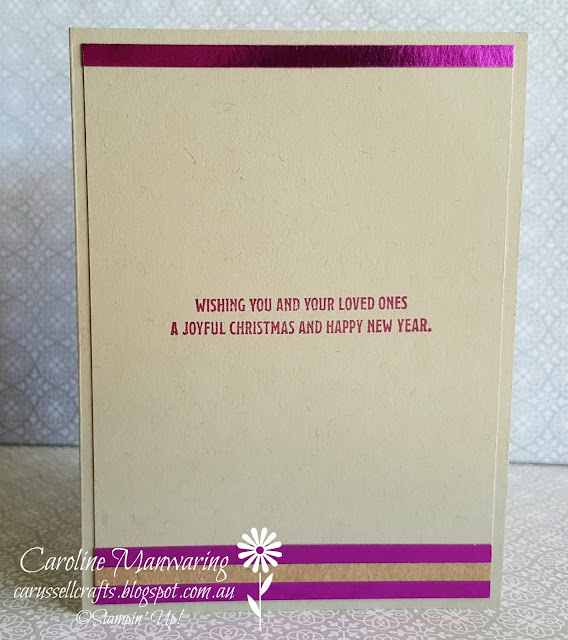 WISHING YOU AND YOUR LOVED ONES
A JOYFUL CHRISTMAS AND HAPPY NEW YEAR.
Caroline Manwaring
carussellcrafts.blogspot.com.au
©Stampin' Up!